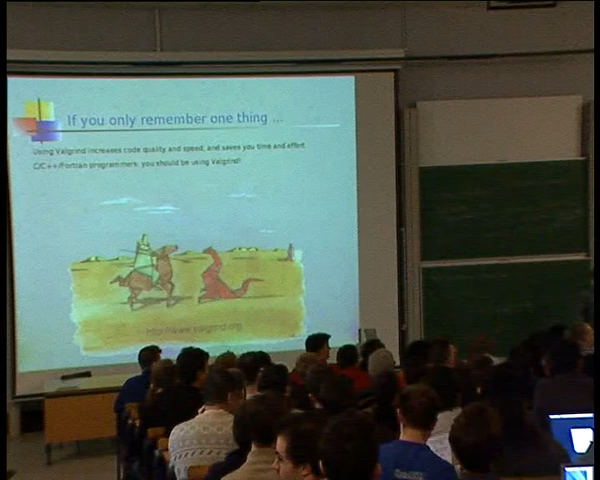 If you only remember one thing ...
Using Valgrind increases code quality and speed, and saves you time and effort.
C/C++/Fortran programmers: you should be using Valgrind!
http://www.valgrind.org